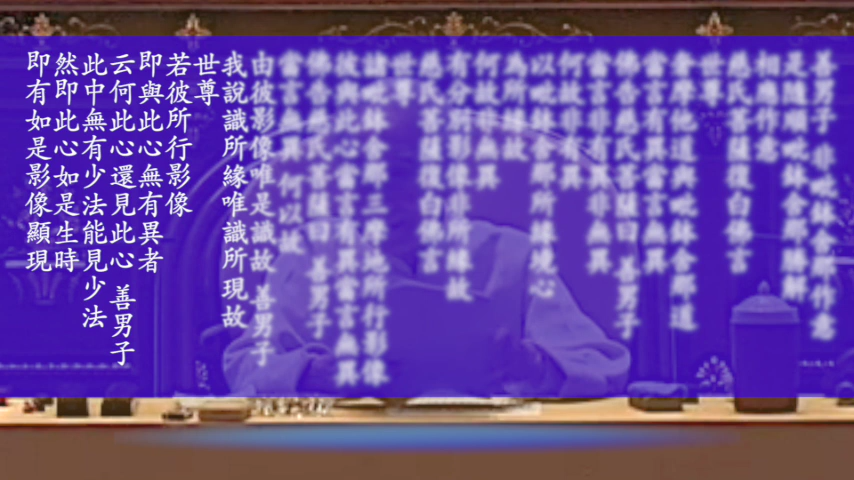 善男子 非毗鉢舍那作意
是隨順毗鉢舍那勝解
相應作意
慈氏菩薩復白佛言
世尊
奢摩他道與毗鉢舍那道
當言有異當言無異
佛告慈氏菩薩曰 善男子
當言非有異非無異
何故非有異
以毗鉢舍那所緣境心
為所緣故
何故非無異
有分別影像非所緣故
慈氏菩薩復白佛言
世尊
諸毗鉢舍那三摩地所行影像
彼與此心當言有異當言無異
佛告慈氏菩薩曰 善男子
當言無異 何以故
由彼影像唯是識故 善男子
我說識所緣唯識所現故
世尊
若彼所行影像
即與此心無有異者
云何此心還見此心 善男子
此中無有少法能見少法
然即此心如是生時
即有如是影像顯現